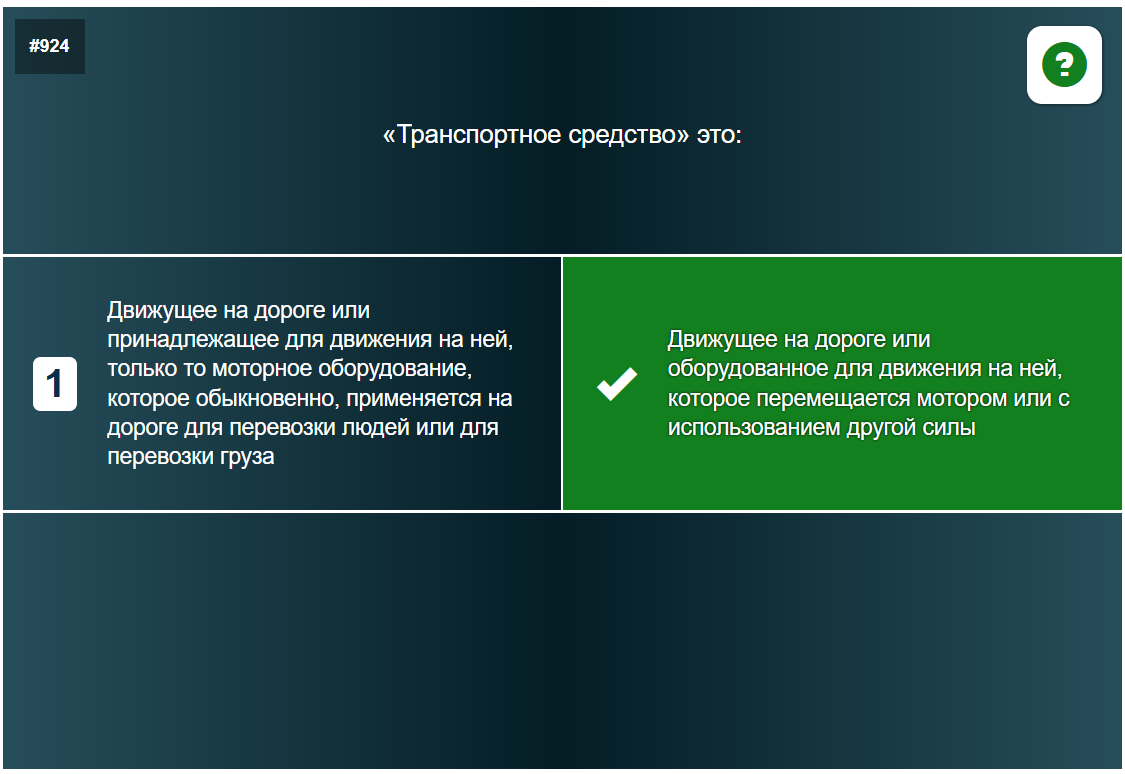 #924
?
«Транспортное средство» это:
1
Движущее на дороге или
принадлежащее для движения на ней,
только то моторное оборудование,
которое обыкновенно, применяется на
дороге для перевозки людей или для
перевозки груза
Движущее на дороге или
оборудованное для движения на ней,
которое перемещается мотором или с
использованием другой силы